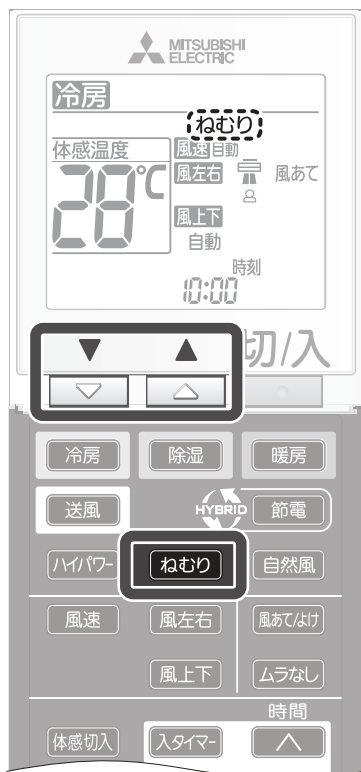 MITSUBISHI
ELECTRIC
冷房
ねむり
体感温度 風速 自動
28℃ 風左右 風あて
風上下
自動
時刻
10:00
▼ ▲ 切/入
▽ △
冷房 除湿 暖房
送風 HYBRID 節電
ハイパワー ねむり 自然風
風速 風左右 風あて/よけ
風上下 ムラなし
時間
体感切入 入タイマー ∧